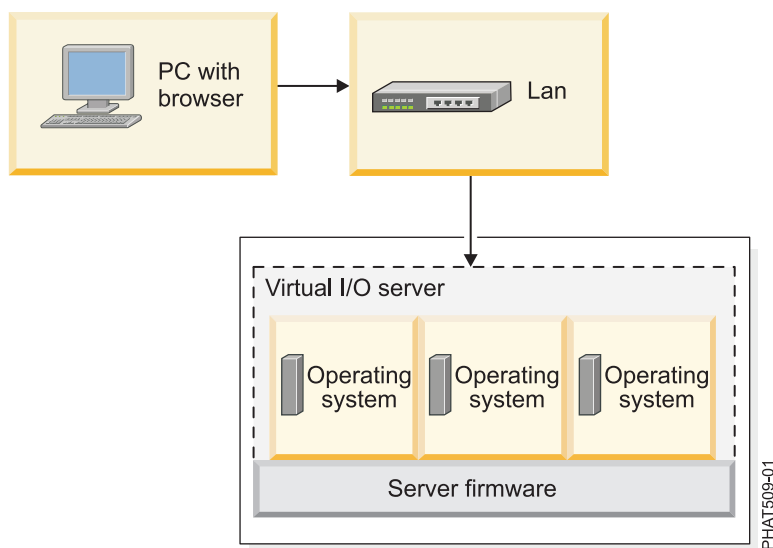 PC with
browser
Lan
Virtual I/O server
Operating
system
Operating
system
Operating
system
Server firmware
PHAT509-01